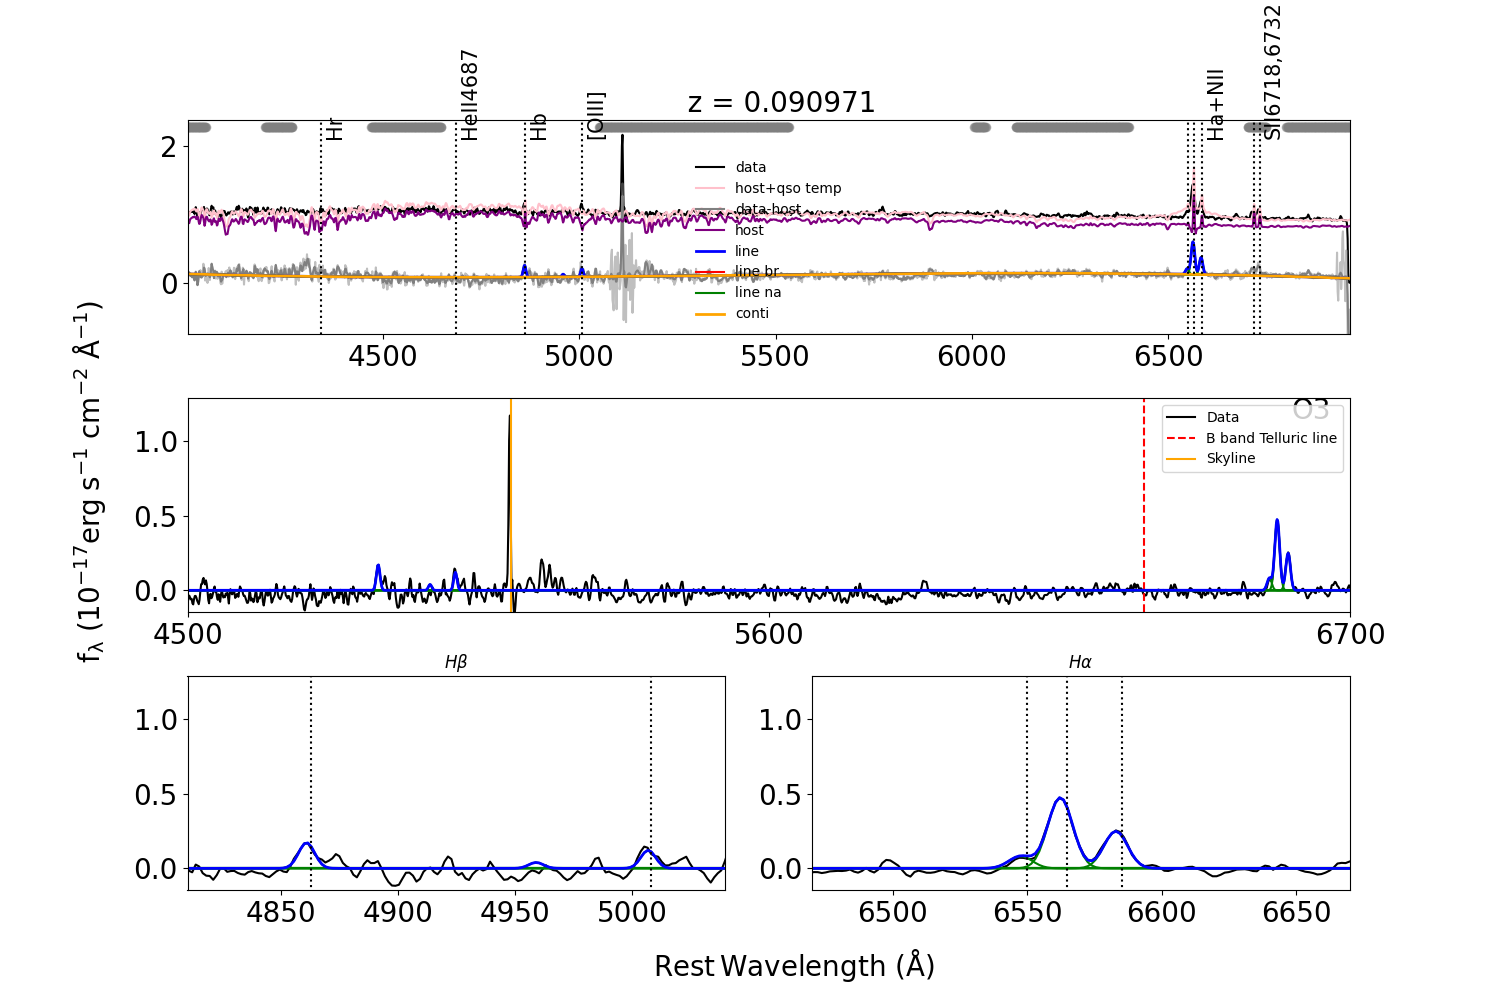 z = 0.090971
Hr
HeII4687
Hb
[OIII]
Ha+NII
SII6718,6732
2
0
data
host+qso temp
data-host
host
line
line br
line na
conti
4500 5000 5500 6000 6500
fλ (10⁻¹⁷erg s⁻¹ cm⁻² Å⁻¹)
O3
Data
B band Telluric line
Skyline
1.0
0.5
0.0
4500 5600 6700
Hβ
1.0
0.5
0.0
4850 4900 4950 5000
Hα
1.0
0.5
0.0
6500 6550 6600 6650
Rest Wavelength (Å)